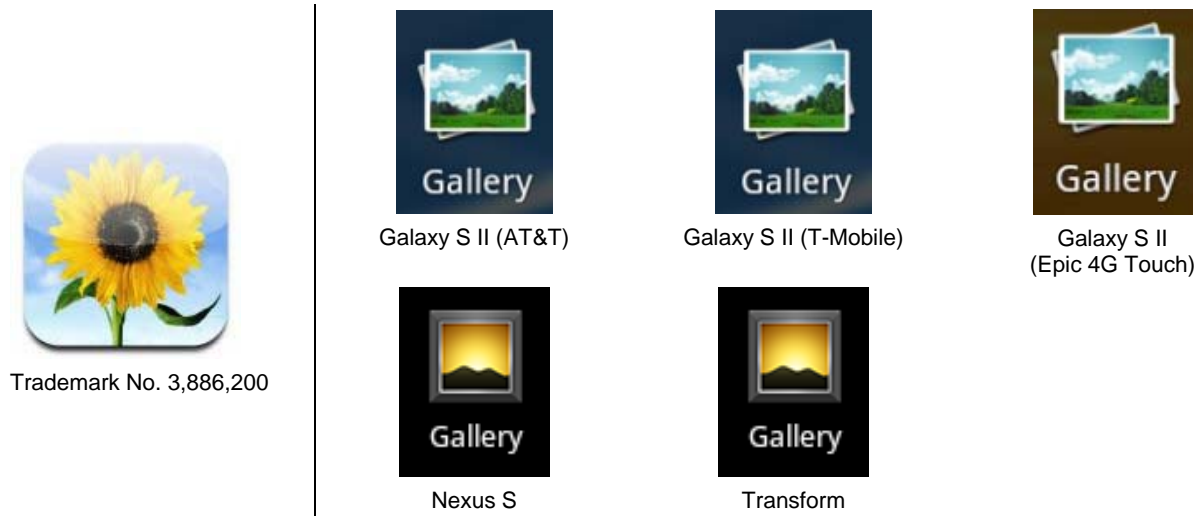 Gallery
Gallery
Gallery
Galaxy S II (AT&T)
Galaxy S II (T-Mobile)
Galaxy S II
(Epic 4G Touch)
Trademark No. 3,886,200
Gallery
Gallery
Nexus S
Transform